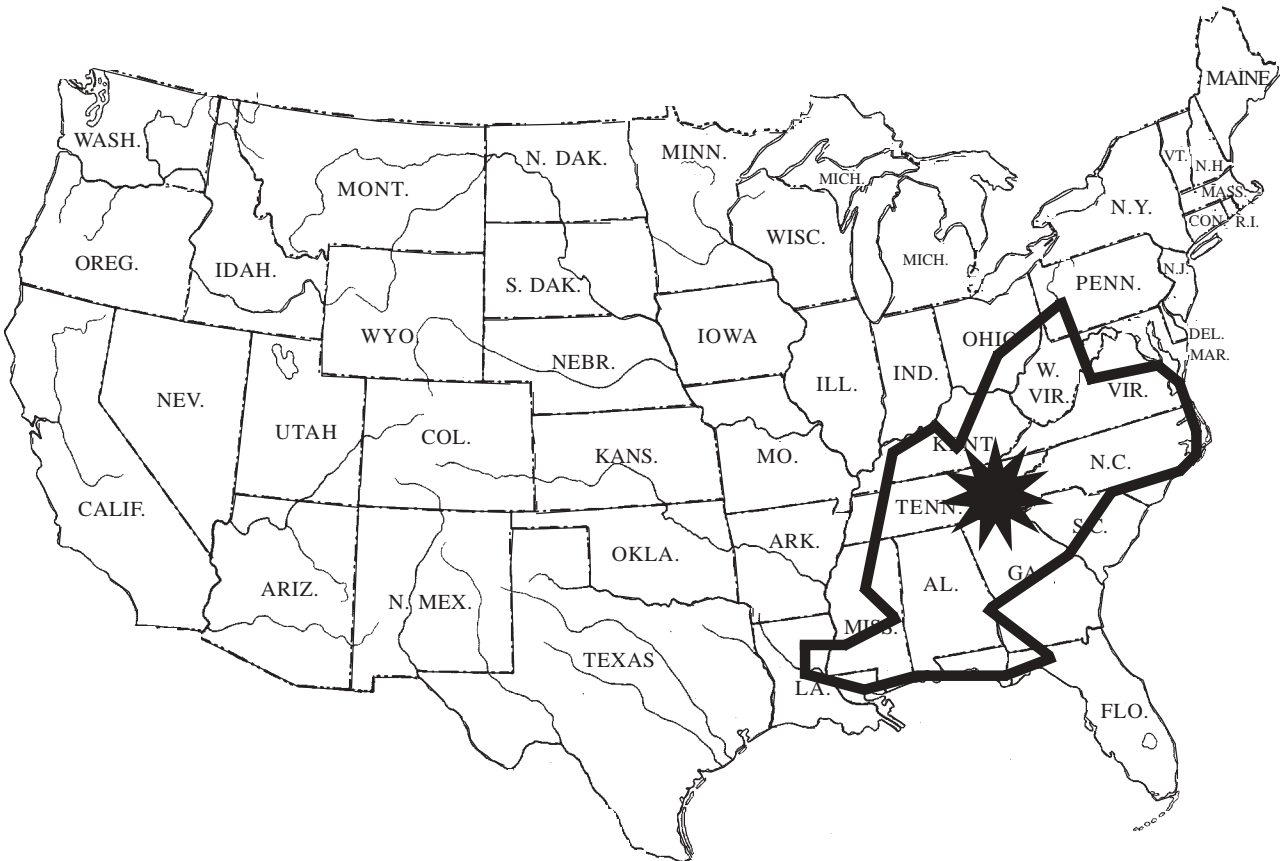 MAINE
WASH.
N. DAK.
MINN.
VT.
N.H.
MICH.
MONT.
MASS.
N.Y.
CON.
R.I.
WISC.
OREG.
IDAH.
MICH.
N.J.
S. DAK.
PENN.
WYO.
IOWA
OHIO
DEL.
MAR.
NEBR.
W.
VIR.
IND.
ILL.
VIR.
NEV.
UTAH
COL.
KENT.
KANS.
MO.
N.C.
CALIF.
TENN.
S.C.
ARK.
OKLA.
GA.
AL.
ARIZ.
N. MEX.
MISS.
TEXAS
LA.
FLO.